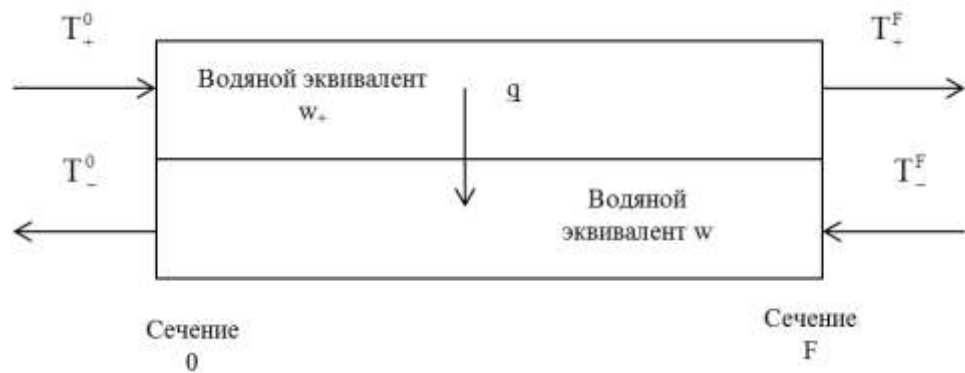 T₊⁰
T₊ᶠ
Водяной эквивалент
w₊
q
T₋⁰
T₋ᶠ
Водяной
эквивалент w
Сечение
0
Сечение
F